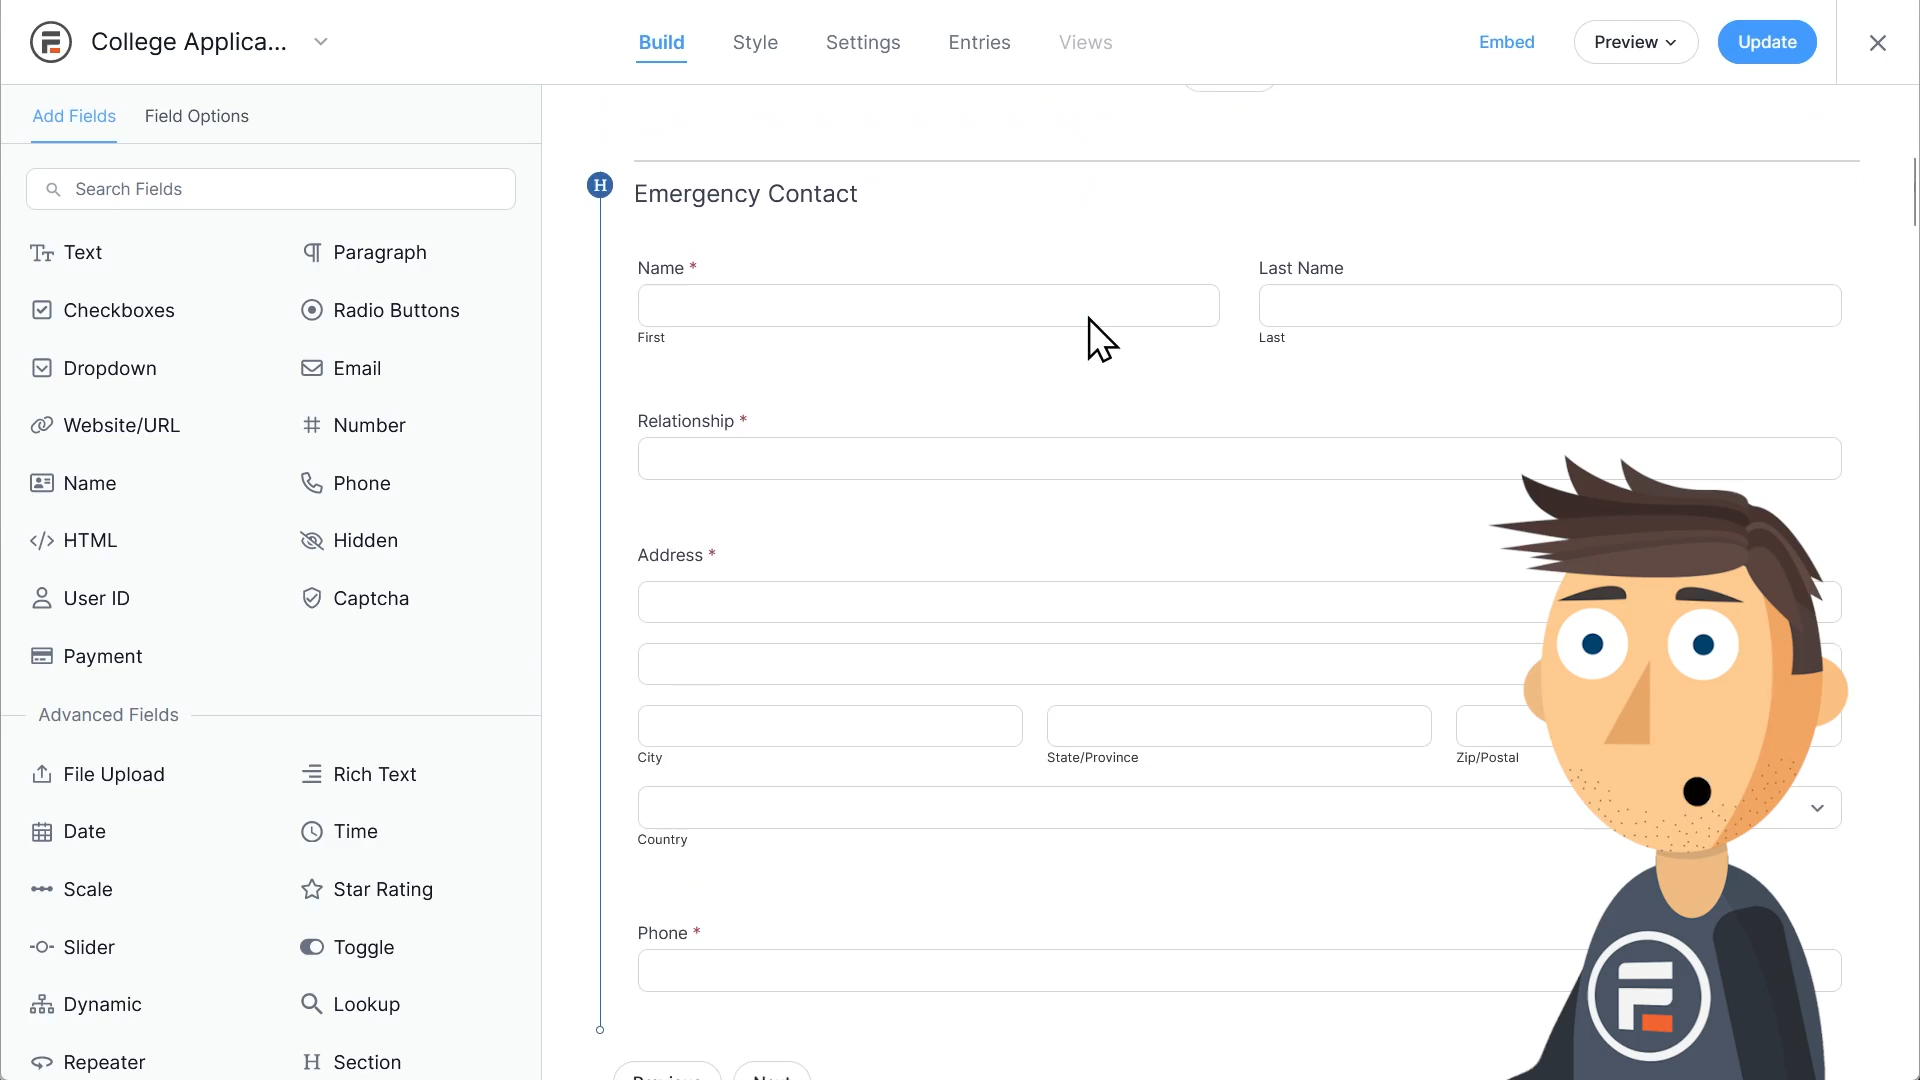 College Applica...
Build
Style
Settings
Entries
Views
Embed
Preview
Update
Add Fields
Field Options
Search Fields
Text
Paragraph
Checkboxes
Radio Buttons
Dropdown
Email
Website/URL
Number
Name
Phone
HTML
Hidden
User ID
Captcha
Payment
Advanced Fields
File Upload
Rich Text
Date
Time
Scale
Star Rating
Slider
Toggle
Dynamic
Lookup
Repeater
H Section
H Emergency Contact
Name *
Last Name
First
Last
Relationship *
Address *
City
State/Province
Zip/Postal
Country
Phone *